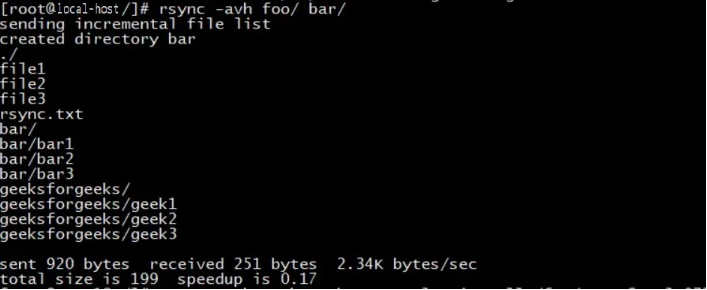 [root@local-host /]# rsync -avh foo/ bar/
sending incremental file list
created directory bar
./
file1
file2
file3
rsync.txt
bar/
bar/bar1
bar/bar2
bar/bar3
geeksforgeeks/
geeksforgeeks/geek1
geeksforgeeks/geek2
geeksforgeeks/geek3
sent 920 bytes  received 251 bytes  2.34K bytes/sec
total size is 199  speedup is 0.17